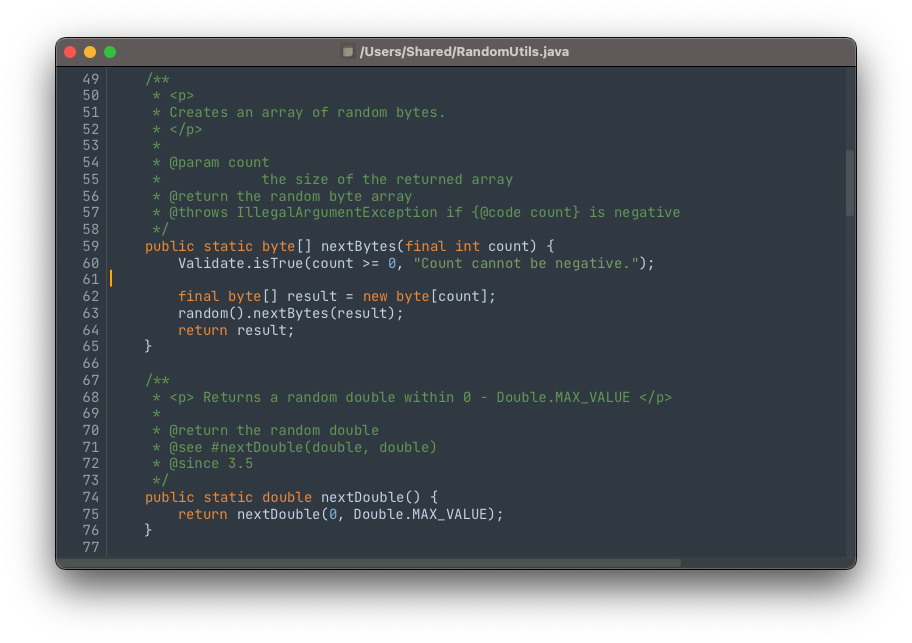 /Users/Shared/RandomUtils.java
49    /**
50     * <p>
51     * Creates an array of random bytes.
52     * </p>
53     *
54     * @param count
55     *            the size of the returned array
56     * @return the random byte array
57     * @throws IllegalArgumentException if {@code count} is negative
58     */
59    public static byte[] nextBytes(final int count) {
60        Validate.isTrue(count >= 0, "Count cannot be negative.");
61
62        final byte[] result = new byte[count];
63        random().nextBytes(result);
64        return result;
65    }
66
67    /**
68     * <p> Returns a random double within 0 - Double.MAX_VALUE </p>
69     *
70     * @return the random double
71     * @see #nextDouble(double, double)
72     * @since 3.5
73     */
74    public static double nextDouble() {
75        return nextDouble(0, Double.MAX_VALUE);
76    }
77